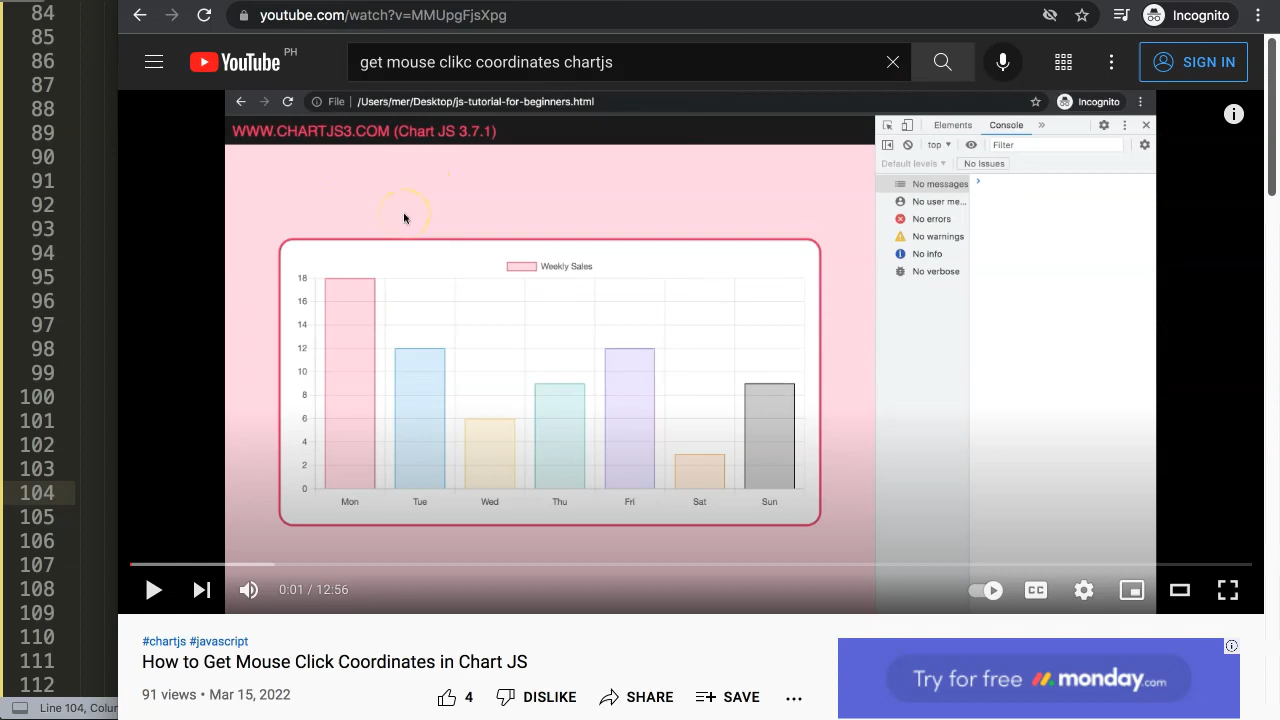 84
85
86
87
88
89
90
91
92
93
94
95
96
97
98
99
100
101
102
103
104
105
106
107
108
109
110
111
112
Line 104, Colur
youtube.com/watch?v=MMUpgFjsXpg
Incognito
YouTube PH
get mouse clikc coordinates chartjs
SIGN IN
File /Users/mer/Desktop/js-tutorial-for-beginners.html
Incognito
WWW.CHARTJS3.COM (Chart JS 3.7.1)
Elements Console »
top ▾ Filter
Default levels ▾ No Issues
No messages
No user me...
No errors
No warnings
No info
No verbose
Weekly Sales
18
16
14
12
10
8
6
4
2
0
Mon Tue Wed Thu Fri Sat Sun
0:01 / 12:56
CC
#chartjs #javascript
How to Get Mouse Click Coordinates in Chart JS
91 views • Mar 15, 2022
4 DISLIKE SHARE SAVE ...
Try for free monday.com